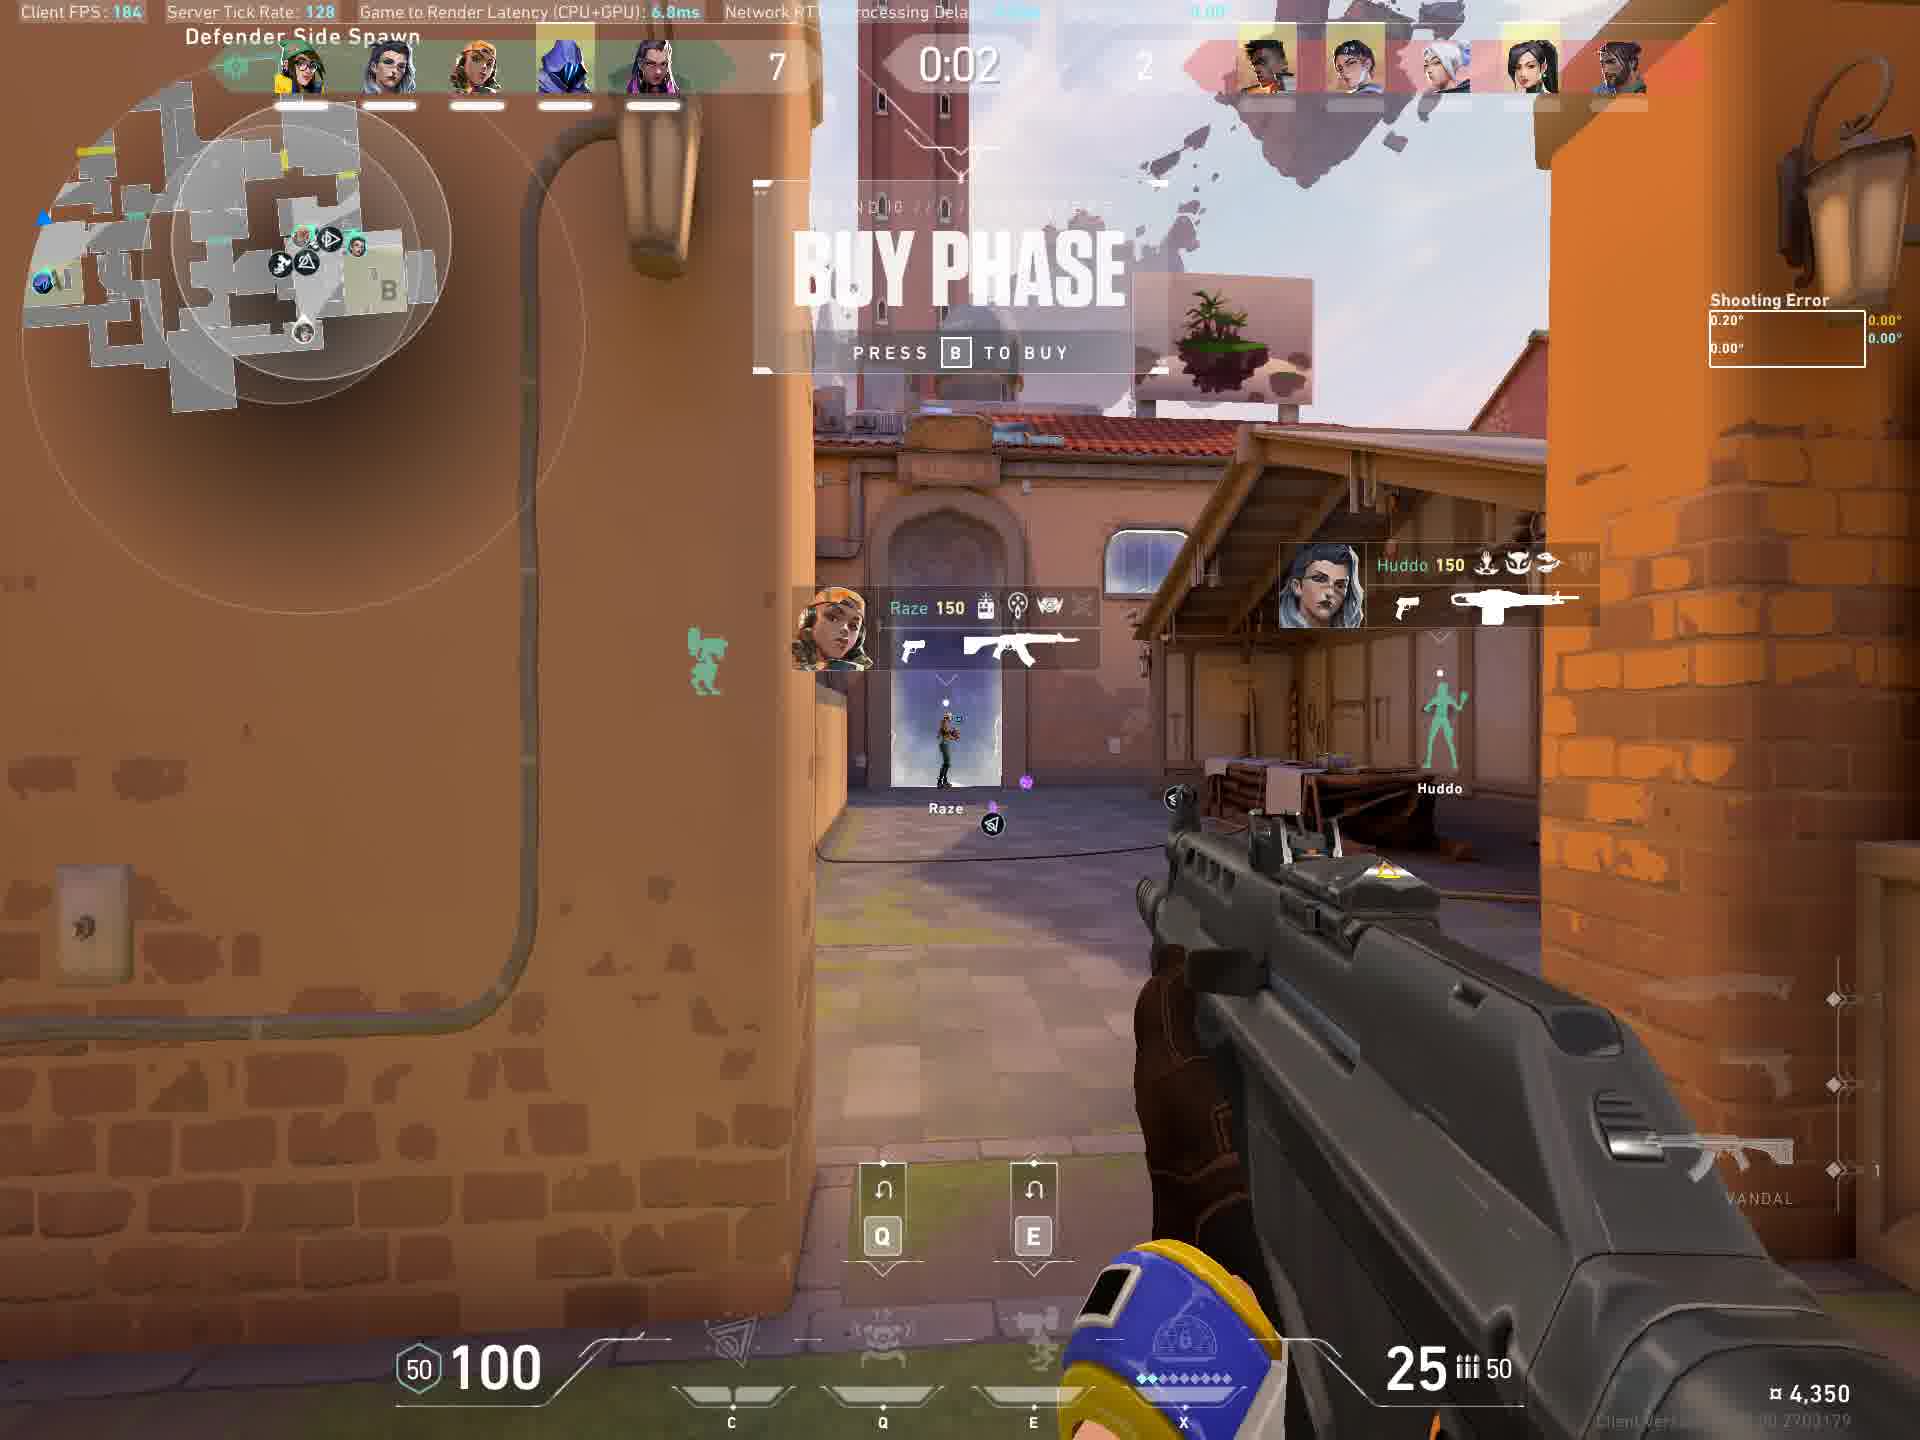 Client FPS: 184
Server Tick Rate: 128
Game to Render Latency (CPU+GPU): 6.8ms
Network RTT
Defender Side Spawn
7
0:02
2
B
BUY PHASE
PRESS B TO BUY
Shooting Error
0.20°
0.00°
0.00°
0.00°
Huddo 150
Raze 150
Raze
Huddo
1
VANDAL
Q
E
50
100
25
50
¤ 4,350
C
Q
E
X